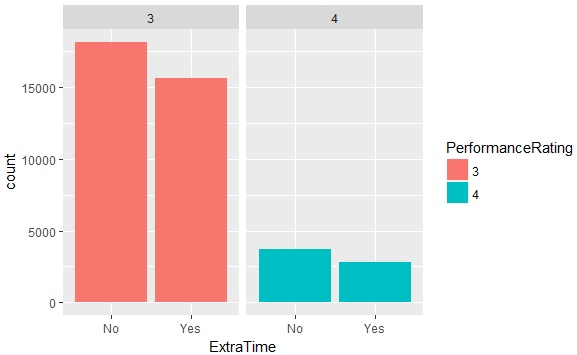 3
4
15000
10000
5000
0
count
No
Yes
No
Yes
ExtraTime
PerformanceRating
3
4